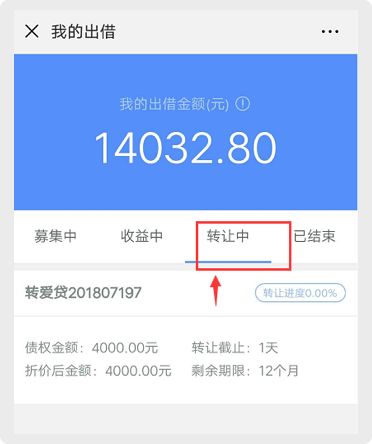 我的出借
我的出借金额(元)
14032.80
募集中 收益中 转让中 已结束
转爱贷201807197 转让进度0.00%
债权金额：4000.00元 转让截止：1天
折价后金额：4000.00元 剩余期限：12个月